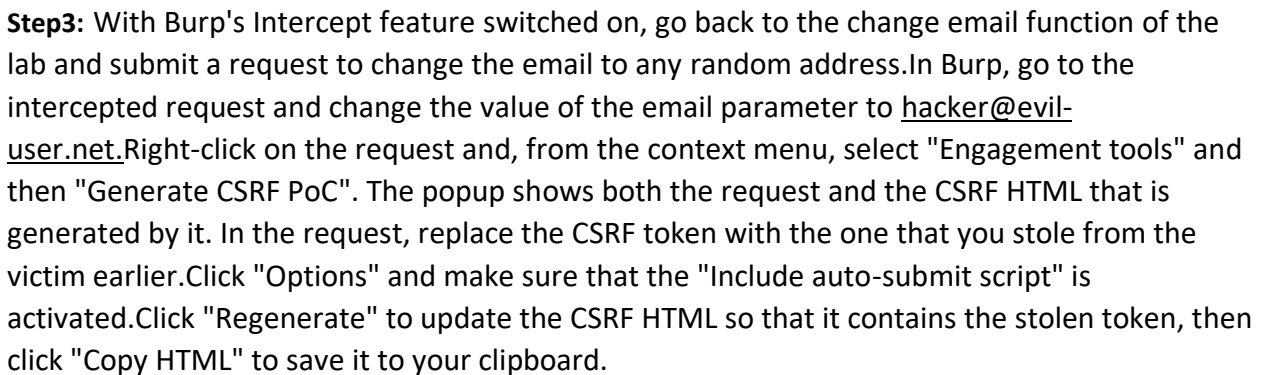 Step3: With Burp's Intercept feature switched on, go back to the change email function of the
lab and submit a request to change the email to any random address.In Burp, go to the
intercepted request and change the value of the email parameter to hacker@evil-
user.net.Right-click on the request and, from the context menu, select "Engagement tools" and
then "Generate CSRF PoC". The popup shows both the request and the CSRF HTML that is
generated by it. In the request, replace the CSRF token with the one that you stole from the
victim earlier.Click "Options" and make sure that the "Include auto-submit script" is
activated.Click "Regenerate" to update the CSRF HTML so that it contains the stolen token, then
click "Copy HTML" to save it to your clipboard.